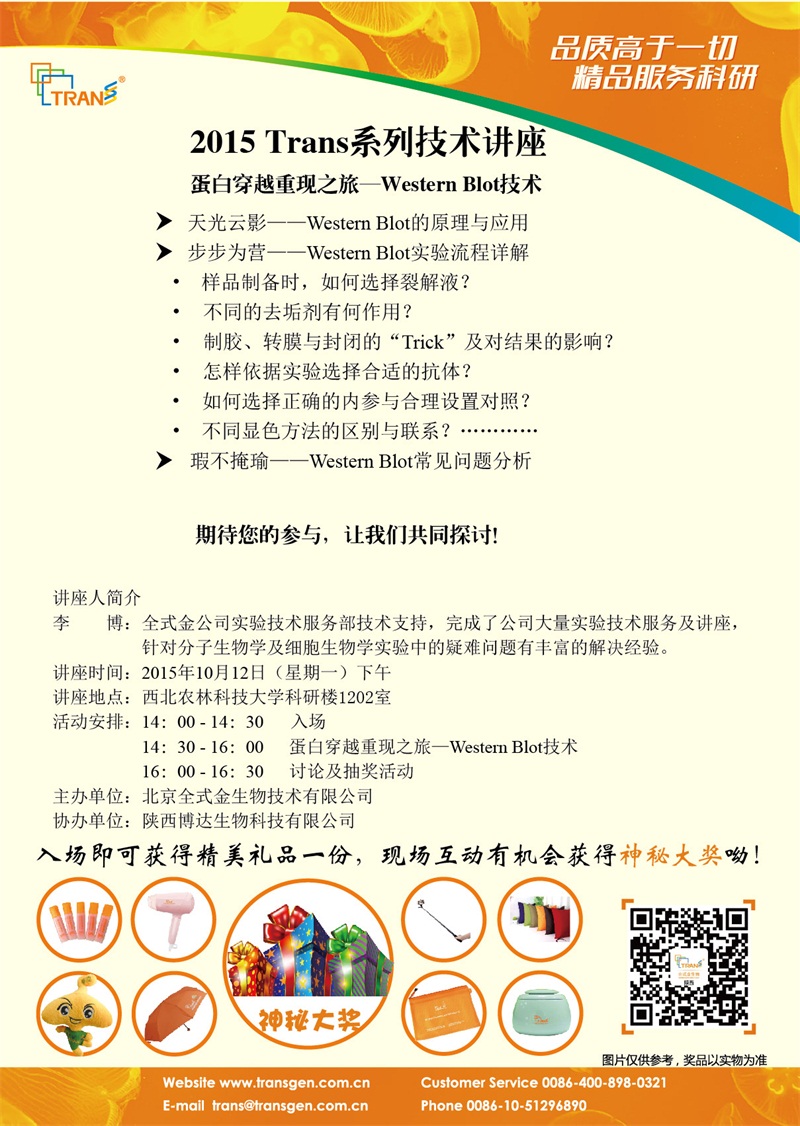 品质高于一切
精品服务科研
TRANS®
2015 Trans系列技术讲座
蛋白穿越重现之旅—Western Blot技术
➤ 天光云影——Western Blot的原理与应用
➤ 步步为营——Western Blot实验流程详解
• 样品制备时，如何选择裂解液？
• 不同的去垢剂有何作用？
• 制胶、转膜与封闭的“Trick”及对结果的影响？
• 怎样依据实验选择合适的抗体？
• 如何选择正确的内参与合理设置对照？
• 不同显色方法的区别与联系？…………
➤ 瑕不掩瑜——Western Blot常见问题分析
期待您的参与，让我们共同探讨!
讲座人简介
李 博：全式金公司实验技术服务部技术支持，完成了公司大量实验技术服务及讲座，
针对分子生物学及细胞生物学实验中的疑难问题有丰富的解决经验。
讲座时间：2015年10月12日（星期一）下午
讲座地点：西北农林科技大学科研楼1202室
活动安排：14：00 - 14：30 入场
14：30 - 16：00 蛋白穿越重现之旅—Western Blot技术
16：00 - 16：30 讨论及抽奖活动
主办单位：北京全式金生物技术有限公司
协办单位：陕西博达生物科技有限公司
入场即可获得精美礼品一份，现场互动有机会获得神秘大奖呦！
神秘大奖
TRANS
图片仅供参考，奖品以实物为准
Website www.transgen.com.cn
Customer Service 0086-400-898-0321
E-mail trans@transgen.com.cn
Phone 0086-10-51296890